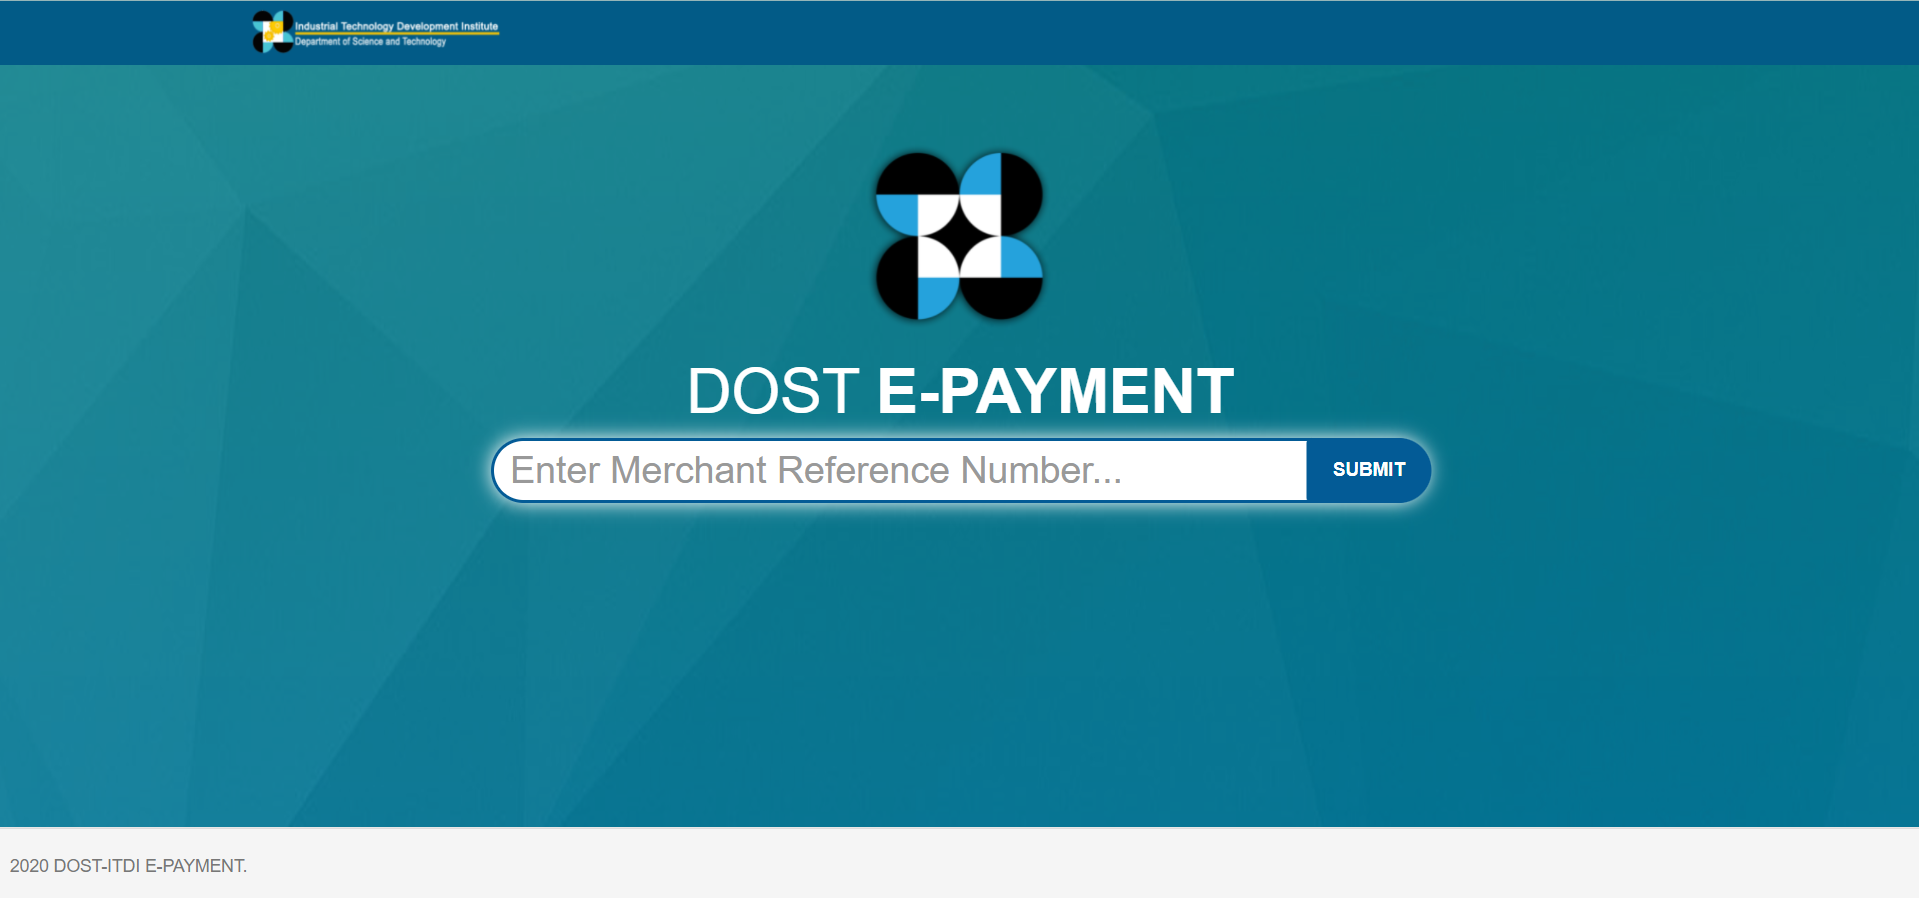 Industrial Technology Development Institute
Department of Science and Technology
DOST E-PAYMENT
Enter Merchant Reference Number...
SUBMIT
2020 DOST-ITDI E-PAYMENT.